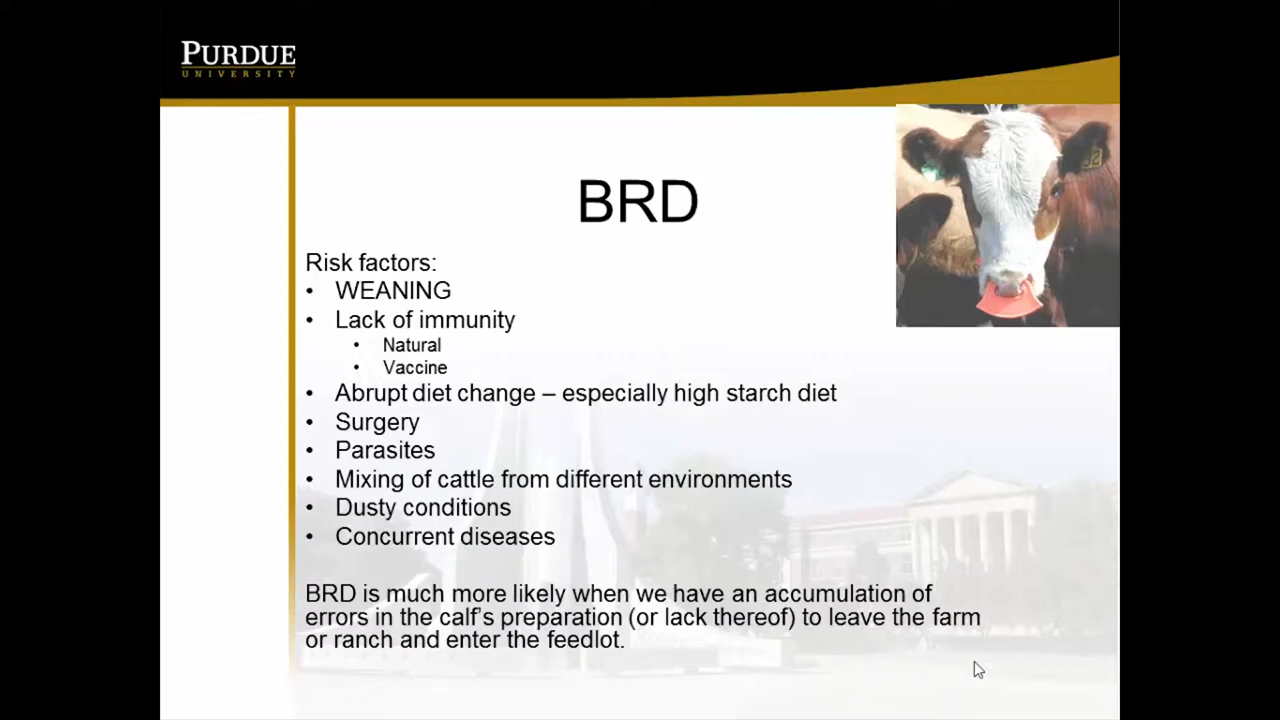 PURDUE
UNIVERSITY
BRD
Risk factors:
• WEANING
• Lack of immunity
• Natural
• Vaccine
• Abrupt diet change – especially high starch diet
• Surgery
• Parasites
• Mixing of cattle from different environments
• Dusty conditions
• Concurrent diseases
BRD is much more likely when we have an accumulation of
errors in the calf's preparation (or lack thereof) to leave the farm
or ranch and enter the feedlot.